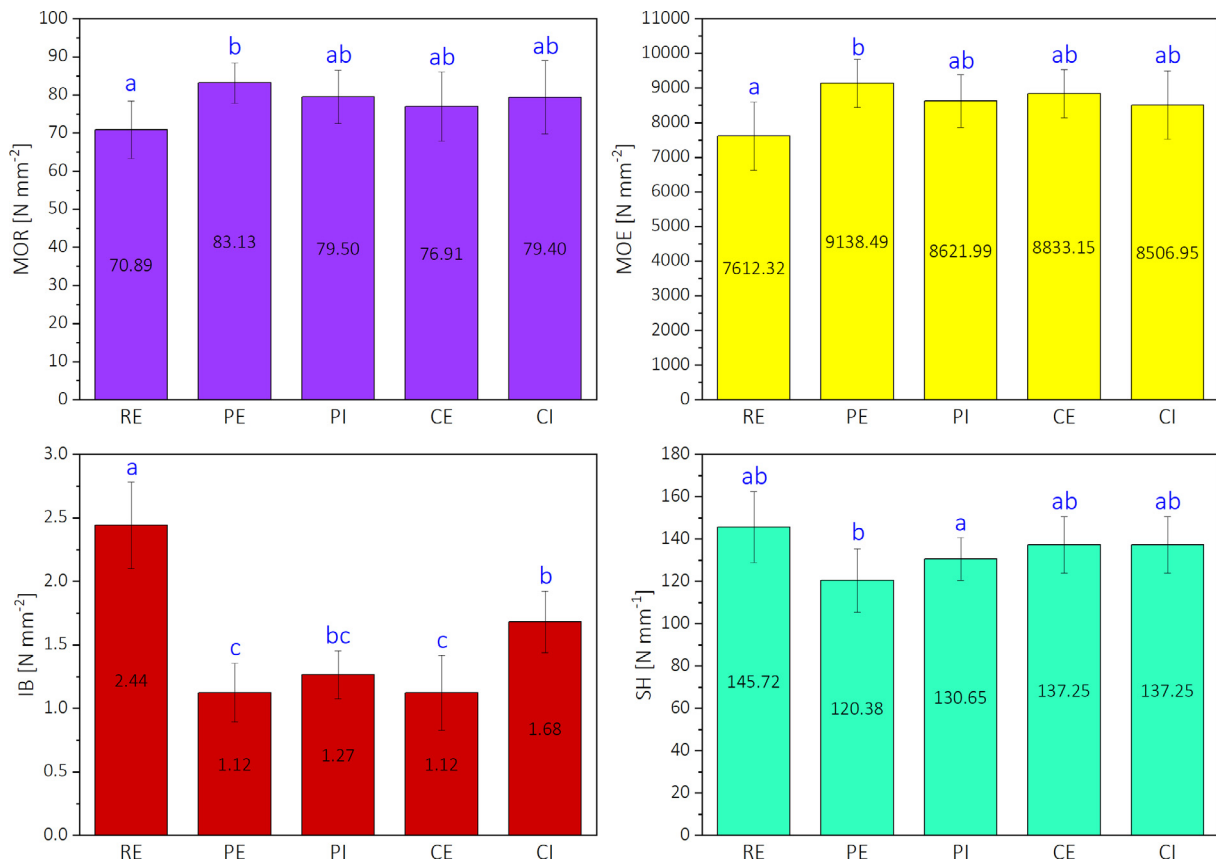 100
90
80
70
60
50
40
30
20
10
0
MOR [N mm⁻²]
a
b
ab
ab
ab
70.89
83.13
79.50
76.91
79.40
RE PE PI CE CI
11000
10000
9000
8000
7000
6000
5000
4000
3000
2000
1000
0
MOE [N mm⁻²]
a
b
ab
ab
ab
7612.32
9138.49
8621.99
8833.15
8506.95
RE PE PI CE CI
3.0
2.5
2.0
1.5
1.0
0.5
0.0
IB [N mm⁻²]
a
c
bc
c
b
2.44
1.12
1.27
1.12
1.68
RE PE PI CE CI
180
160
140
120
100
80
60
40
20
0
SH [N mm⁻¹]
ab
b
a
ab
ab
145.72
120.38
130.65
137.25
137.25
RE PE PI CE CI